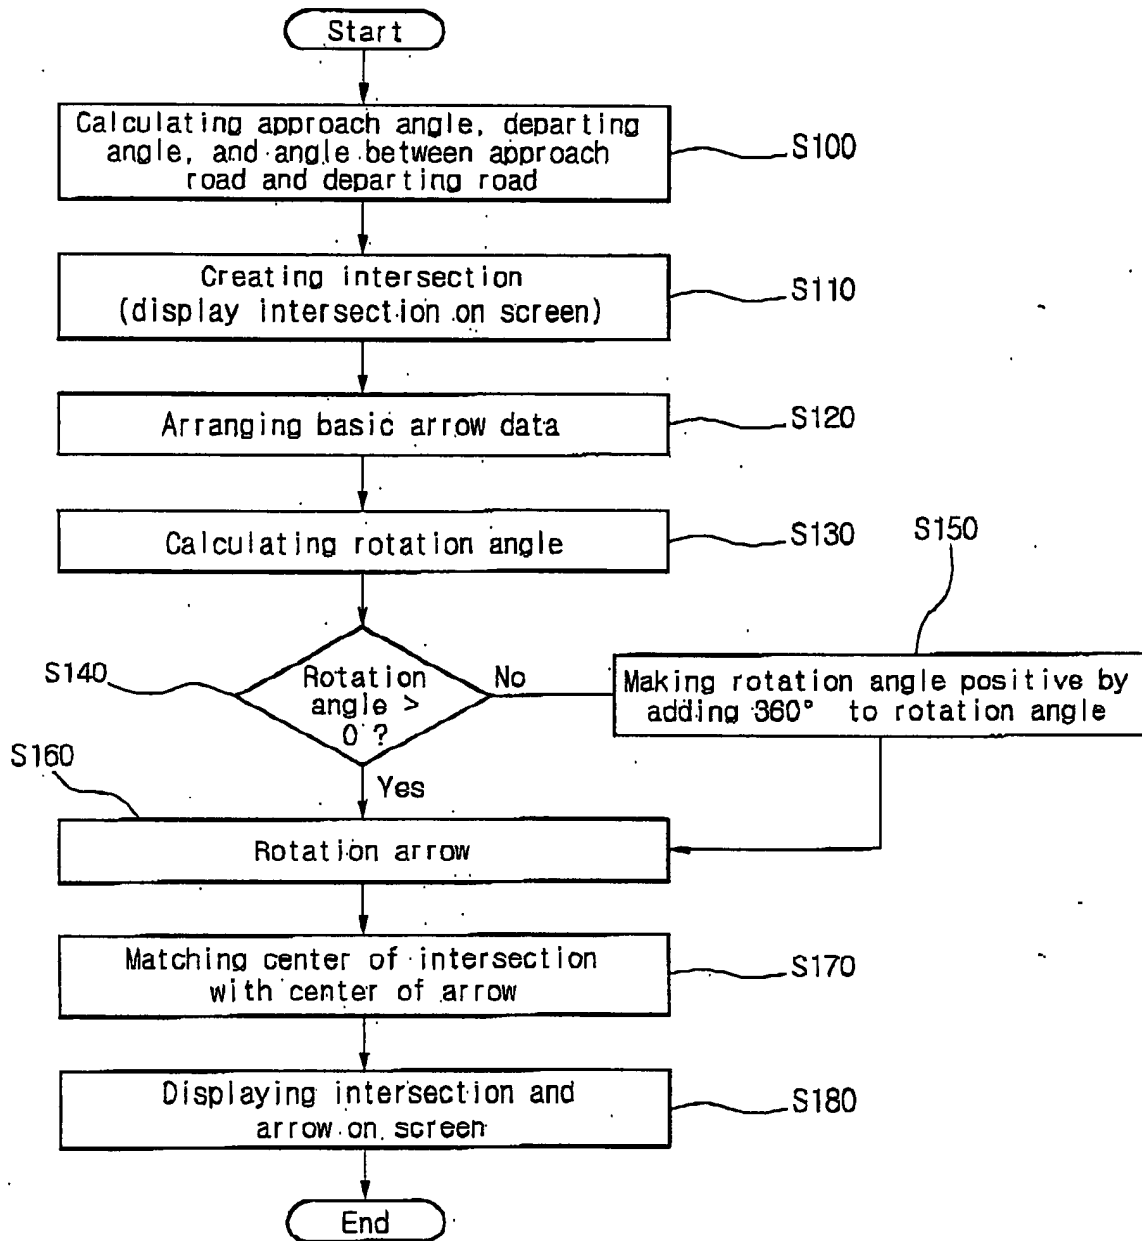 Start
Calculating approach angle, departing
angle, and angle between approach
road and departing road
S100
Creating intersection
(display intersection on screen)
S110
Arranging basic arrow data
S120
Calculating rotation angle
S130
S150
S140
Rotation
angle >
0 ?
No
Making rotation angle positive by
adding 360° to rotation angle
S160
Yes
Rotation arrow
Matching center of intersection
with center of arrow
S170
Displaying intersection and
arrow on screen
S180
End